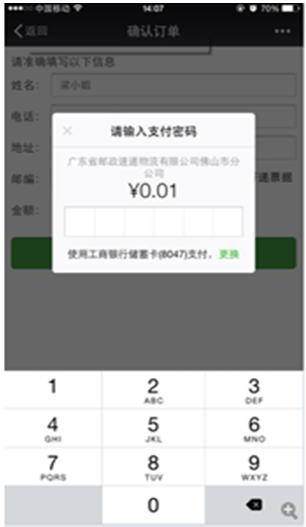 中国移动 14:07 70%
返回 确认订单
请准确填写以下信息
姓名： 梁小姐
×
请输入支付密码
电话：
广东省邮政速递物流有限公司佛山市分
公司
地址：
¥0.01
邮编： 递票据
金额：
使用工商银行储蓄卡(8047)支付，更换
1 2 3
ABC DEF
4 5 6
GHI JKL MNO
7 8 9
PQRS TUV WXYZ
0